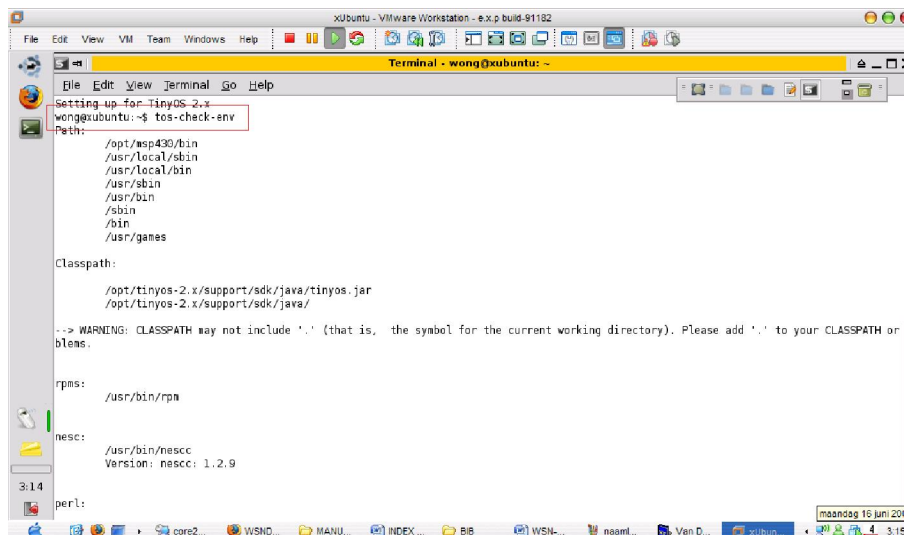 xUbuntu - VMware Workstation - e.x.p build-91182
File Edit View VM Team Windows Help
Terminal - wong@xubuntu: ~
File Edit View Terminal Go Help
Setting up for TinyOS 2.x
wong@xubuntu:~$ tos-check-env
Path:
/opt/msp430/bin
/usr/local/sbin
/usr/local/bin
/usr/sbin
/usr/bin
/sbin
/bin
/usr/games
Classpath:
/opt/tinyos-2.x/support/sdk/java/tinyos.jar
/opt/tinyos-2.x/support/sdk/java/
--> WARNING: CLASSPATH may not include '.' (that is, the symbol for the current working directory). Please add '.' to your CLASSPATH or
blems.
rpms:
/usr/bin/rpm
nesc:
/usr/bin/nescc
Version: nescc: 1.2.9
3:14
perl:
maandag 16 juni 200
core2... WSND... MANU... INDEX... BIB WSN-... naaml... Van D... xUbun... 4 3:15